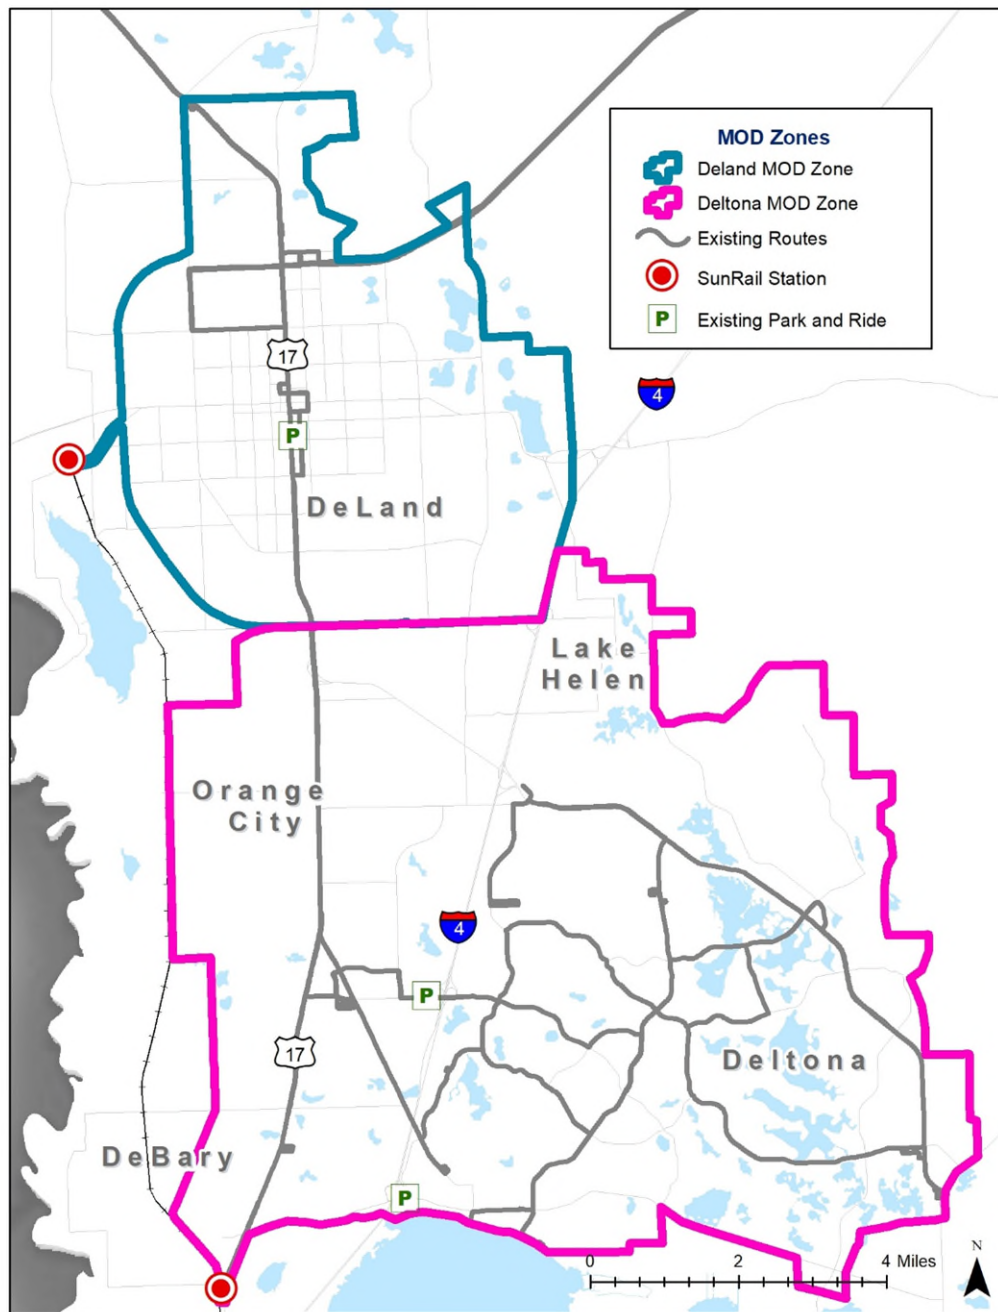 MOD Zones
Deland MOD Zone
Deltona MOD Zone
Existing Routes
SunRail Station
P Existing Park and Ride
17
4
P
DeLand
Lake
Helen
Orange
City
4
P
17
Deltona
DeBary
P
0 2 4 Miles
N